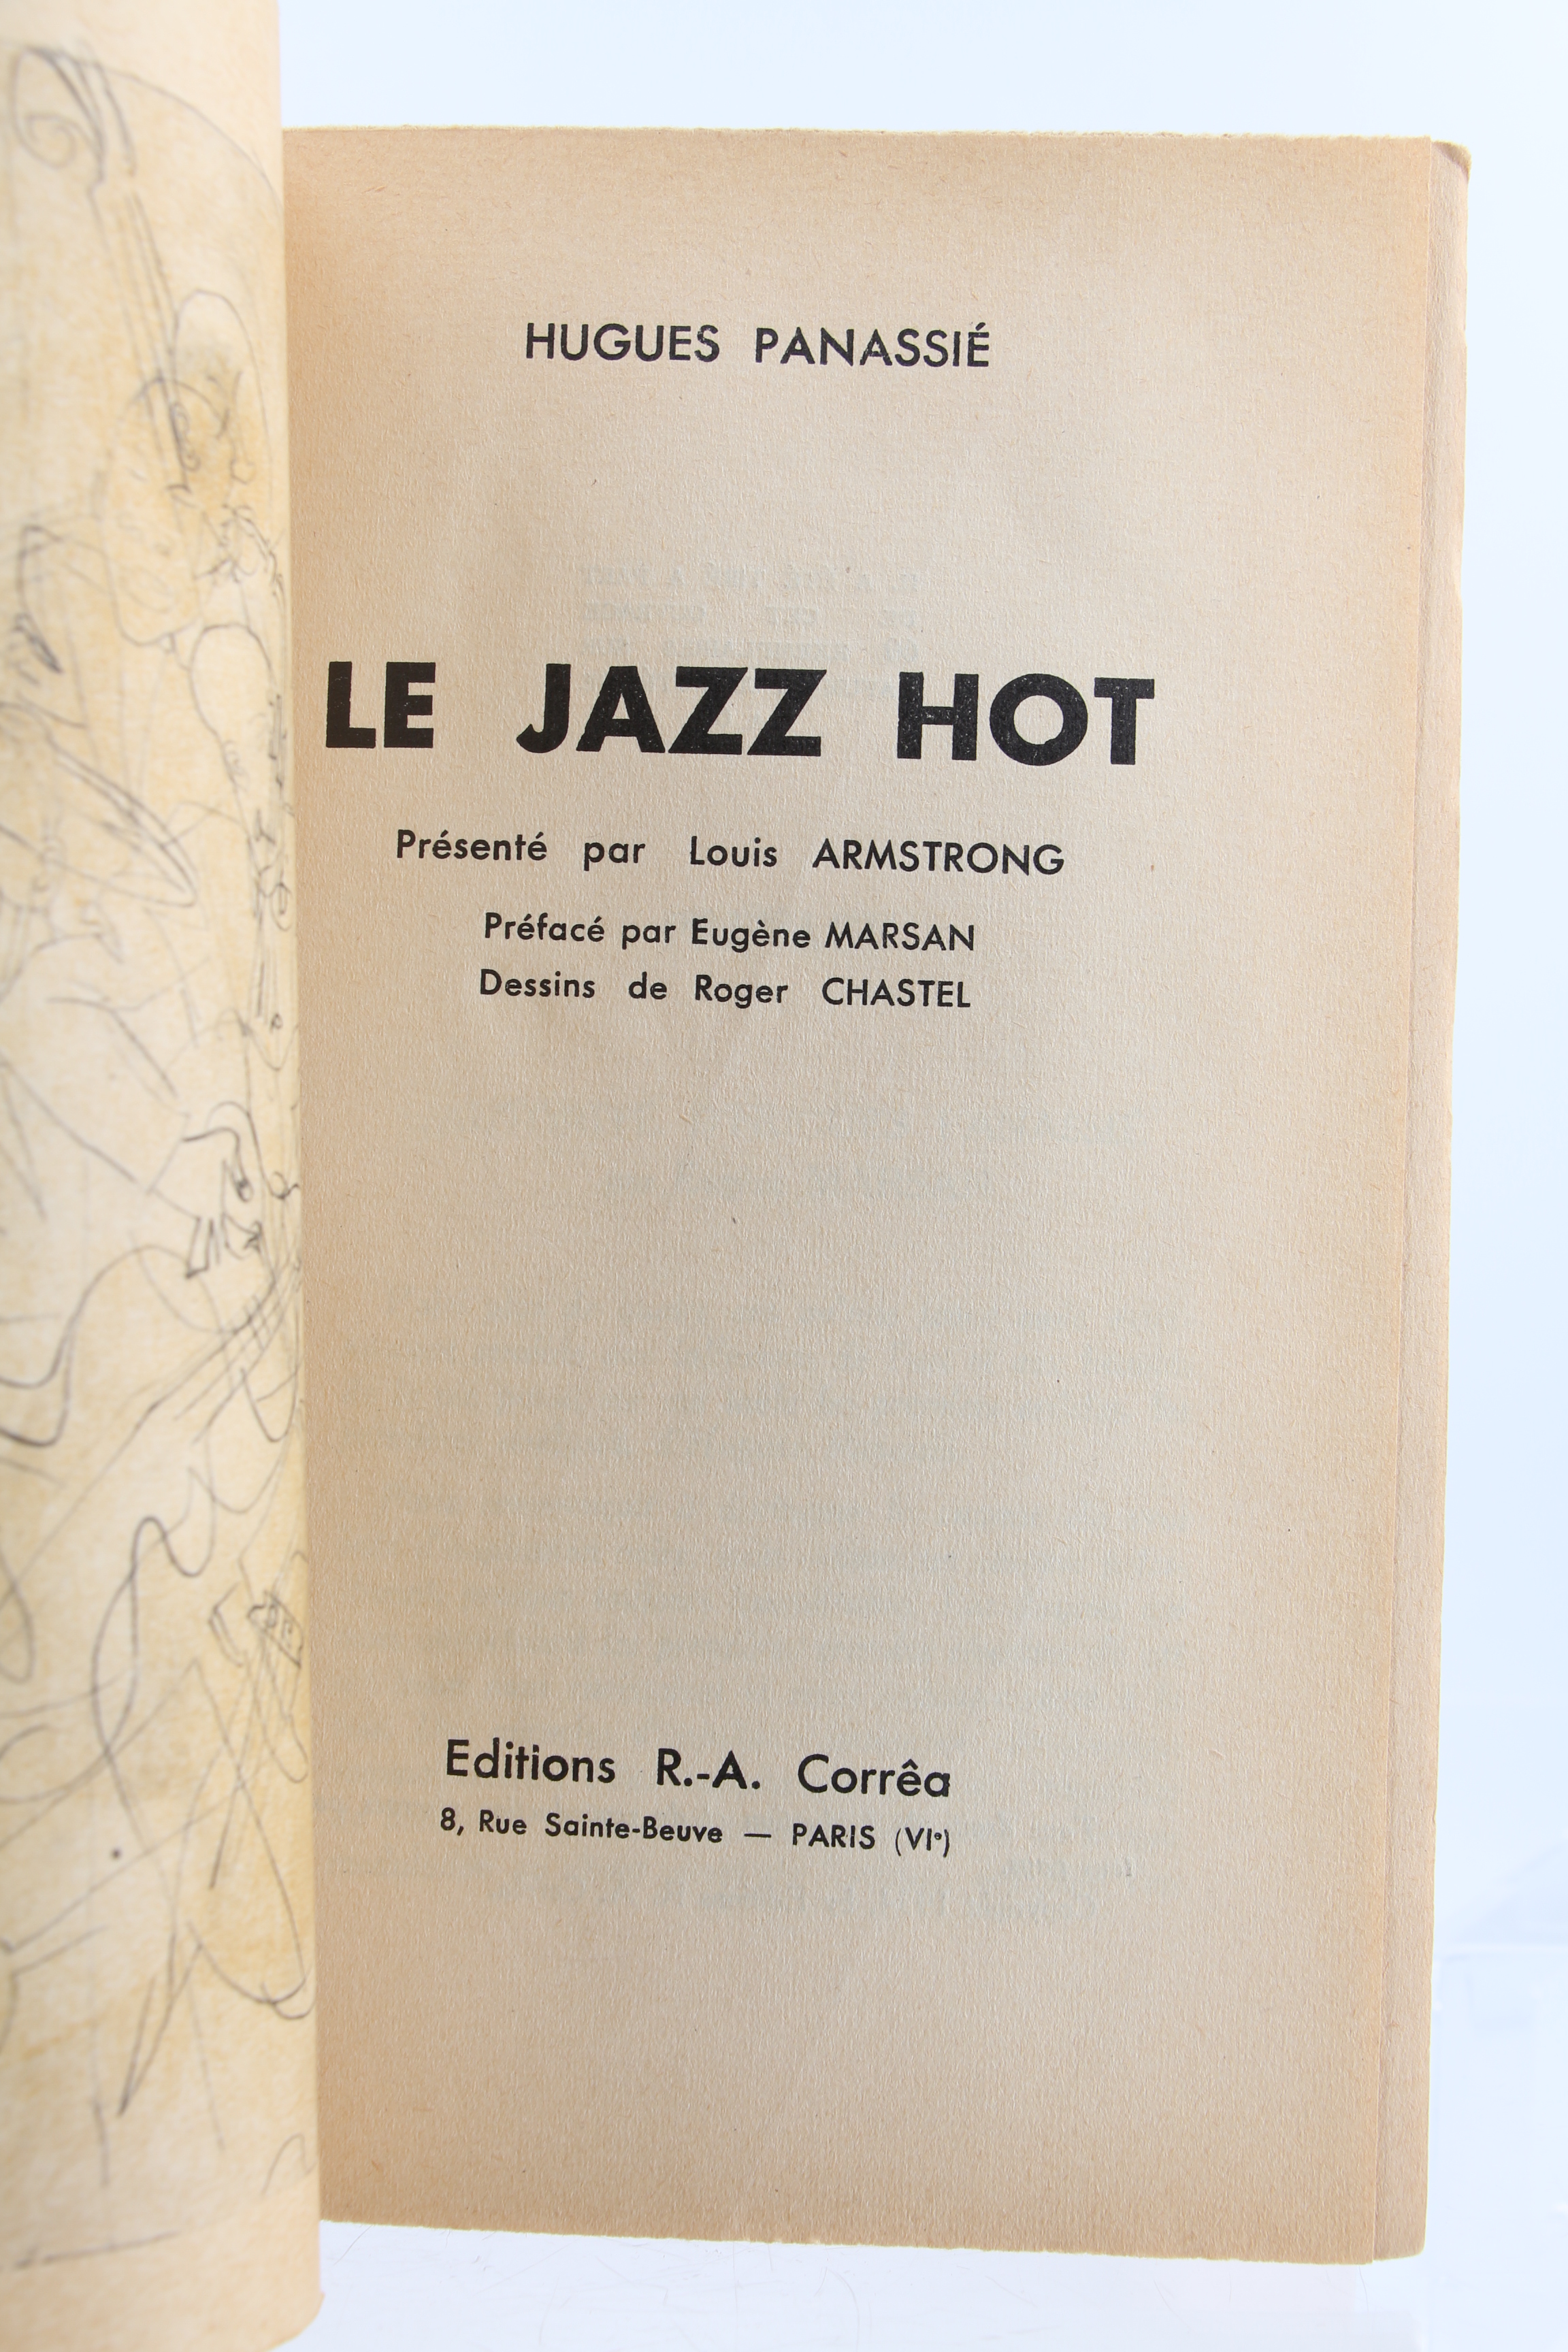 HUGUES PANASSIÉ
LE JAZZ HOT
Présenté par Louis ARMSTRONG
Préfacé par Eugène MARSAN
Dessins de Roger CHASTEL
Editions R.-A. Corrêa
8, Rue Sainte-Beuve — PARIS (VIe)